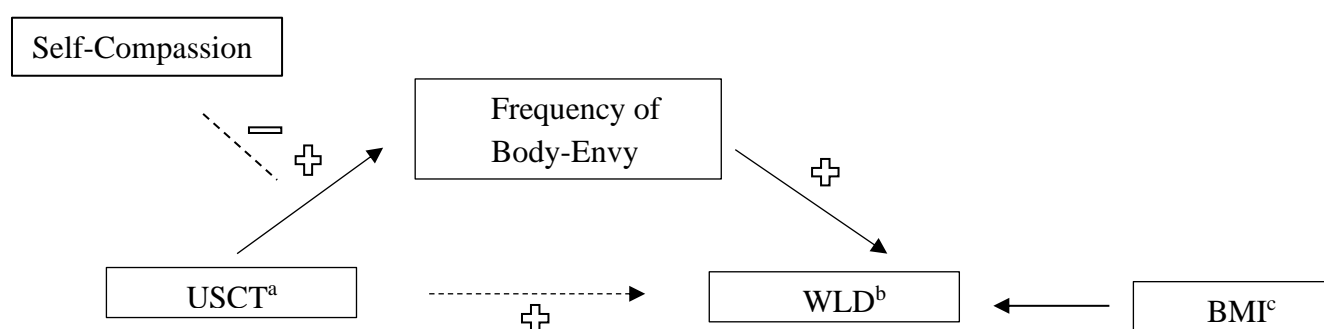 Self-Compassion
Frequency of
Body-Envy
USCTᵃ
WLDᵇ
BMIᶜ